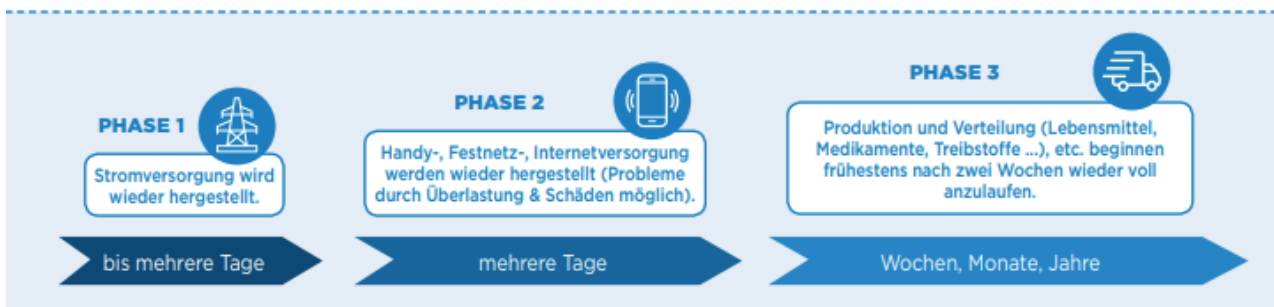 PHASE 1
Stromversorgung wird
wieder hergestellt.
bis mehrere Tage
PHASE 2
Handy-, Festnetz-, Internetversorgung
werden wieder hergestellt (Probleme
durch Überlastung & Schäden möglich).
mehrere Tage
PHASE 3
Produktion und Verteilung (Lebensmittel,
Medikamente, Treibstoffe ...), etc. beginnen
frühestens nach zwei Wochen wieder voll
anzulaufen.
Wochen, Monate, Jahre